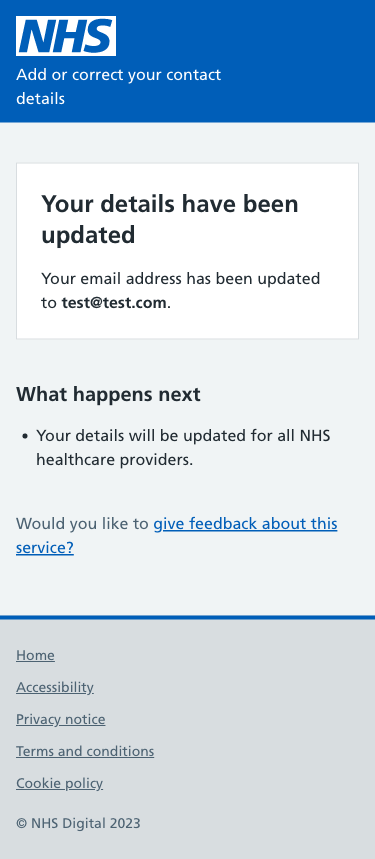 NHS
Add or correct your contact
details
Your details have been
updated
Your email address has been updated
to test@test.com.
What happens next
• Your details will be updated for all NHS
healthcare providers.
Would you like to give feedback about this
service?
Home
Accessibility
Privacy notice
Terms and conditions
Cookie policy
© NHS Digital 2023